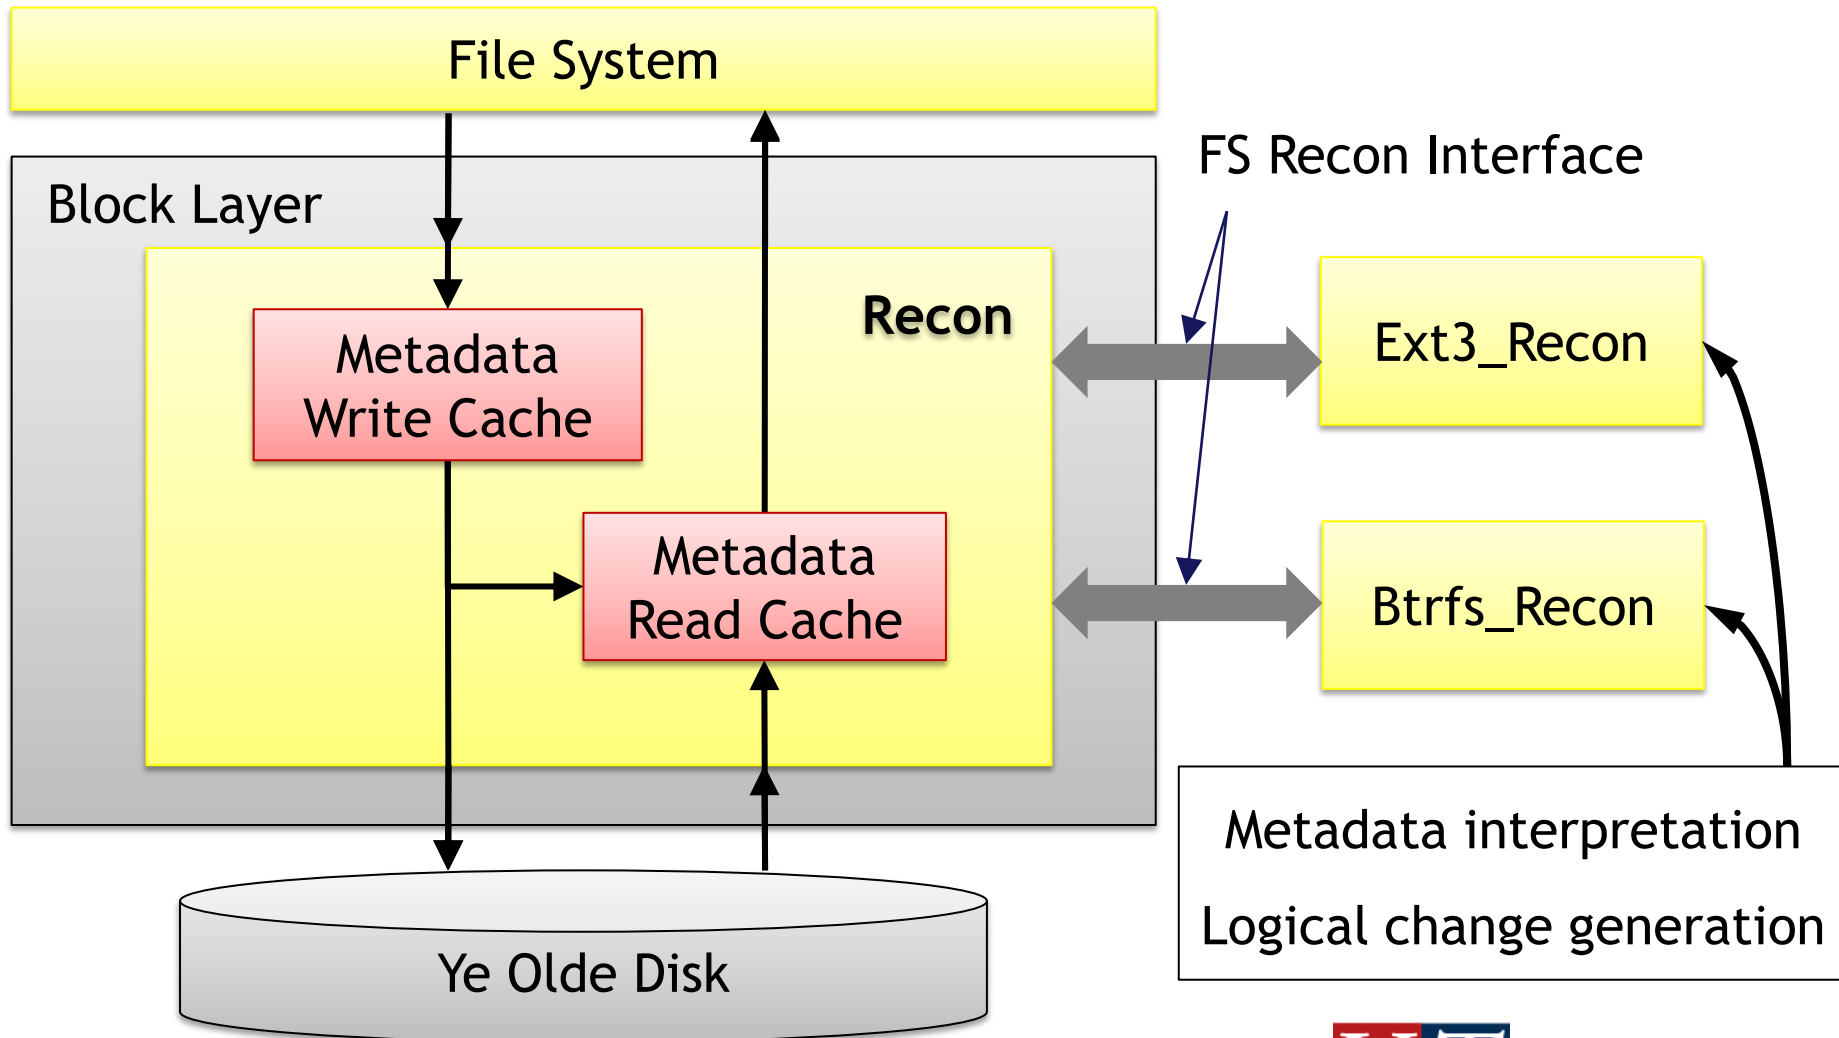 File System
FS Recon Interface
Block Layer
Recon
Metadata
Write Cache
Ext3_Recon
Metadata
Read Cache
Btrfs_Recon
Metadata interpretation
Logical change generation
Ye Olde Disk